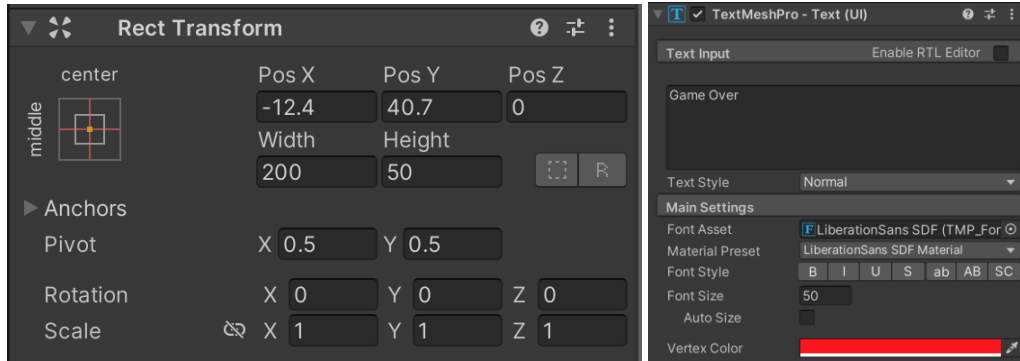 Rect Transform
center
middle
Pos X Pos Y Pos Z
-12.4 40.7 0
Width Height
200 50
R
Anchors
Pivot X 0.5 Y 0.5
Rotation X 0 Y 0 Z 0
Scale X 1 Y 1 Z 1
T TextMeshPro - Text (UI)
Text Input Enable RTL Editor
Game Over
Text Style Normal
Main Settings
Font Asset F LiberationSans SDF (TMP_For
Material Preset LiberationSans SDF Material
Font Style B I U S ab AB SC
Font Size 50
Auto Size
Vertex Color